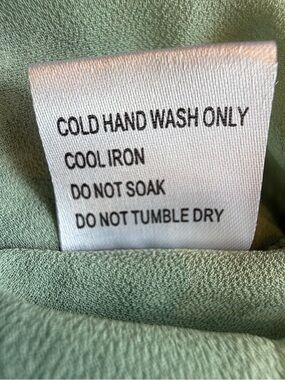 COLD HAND WASH ONLY
COOL IRON
DO NOT SOAK
DO NOT TUMBLE DRY